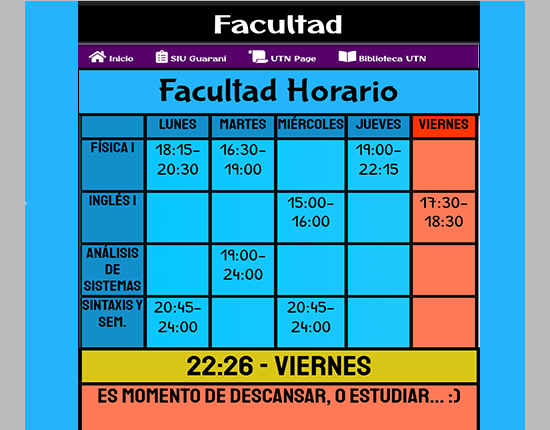 Facultad
Inicio SIU Guaraní UTN Page Biblioteca UTN
Facultad Horario
LUNES MARTES MIÉRCOLES JUEVES VIERNES
FÍSICA I 18:15- 16:30- 19:00-
20:30 19:00 22:15
INGLÉS I 15:00- 17:30-
16:00 18:30
ANÁLISIS 19:00-
DE 24:00
SISTEMAS
SINTAXIS Y 20:45- 20:45-
SEM. 24:00 24:00
22:26 - VIERNES
ES MOMENTO DE DESCANSAR, O ESTUDIAR... :)